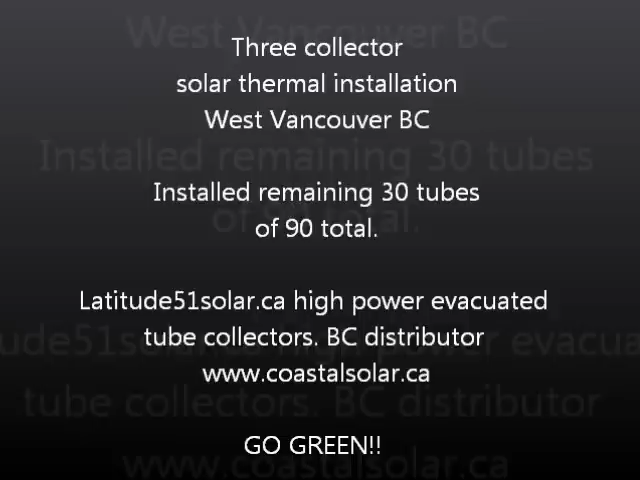 Three collector
solar thermal installation
West Vancouver BC
Installed remaining 30 tubes
of 90 total.
Latitude51solar.ca high power evacuated
tube collectors. BC distributor
www.coastalsolar.ca
GO GREEN!!